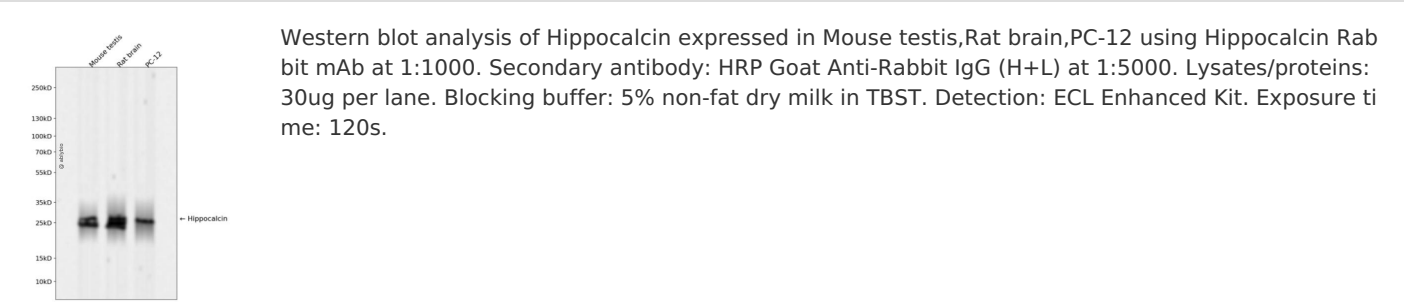 Mouse testis
Rat brain
PC-12
250kD
130kD
100kD
70kD
55kD
35kD
25kD
15kD
10kD
@ ablybio
← Hippocalcin
Western blot analysis of Hippocalcin expressed in Mouse testis,Rat brain,PC-12 using Hippocalcin Rab
bit mAb at 1:1000. Secondary antibody: HRP Goat Anti-Rabbit IgG (H+L) at 1:5000. Lysates/proteins:
30ug per lane. Blocking buffer: 5% non-fat dry milk in TBST. Detection: ECL Enhanced Kit. Exposure ti
me: 120s.